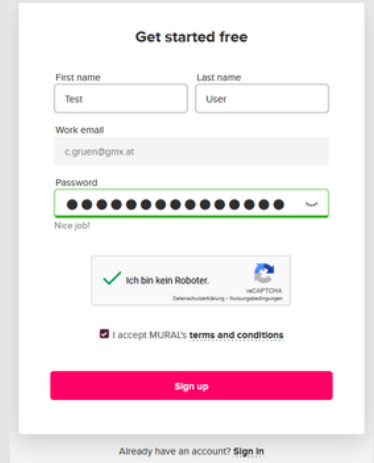 Get started free
First name Last name
Test User
Work email
c.gruen@gmx.at
Password
●●●●●●●●●●●●●●●
Nice job!
Ich bin kein Roboter.
reCAPTCHA
Datenschutzerklärung - Nutzungsbedingungen
I accept MURAL's terms and conditions
Sign up
Already have an account? Sign in